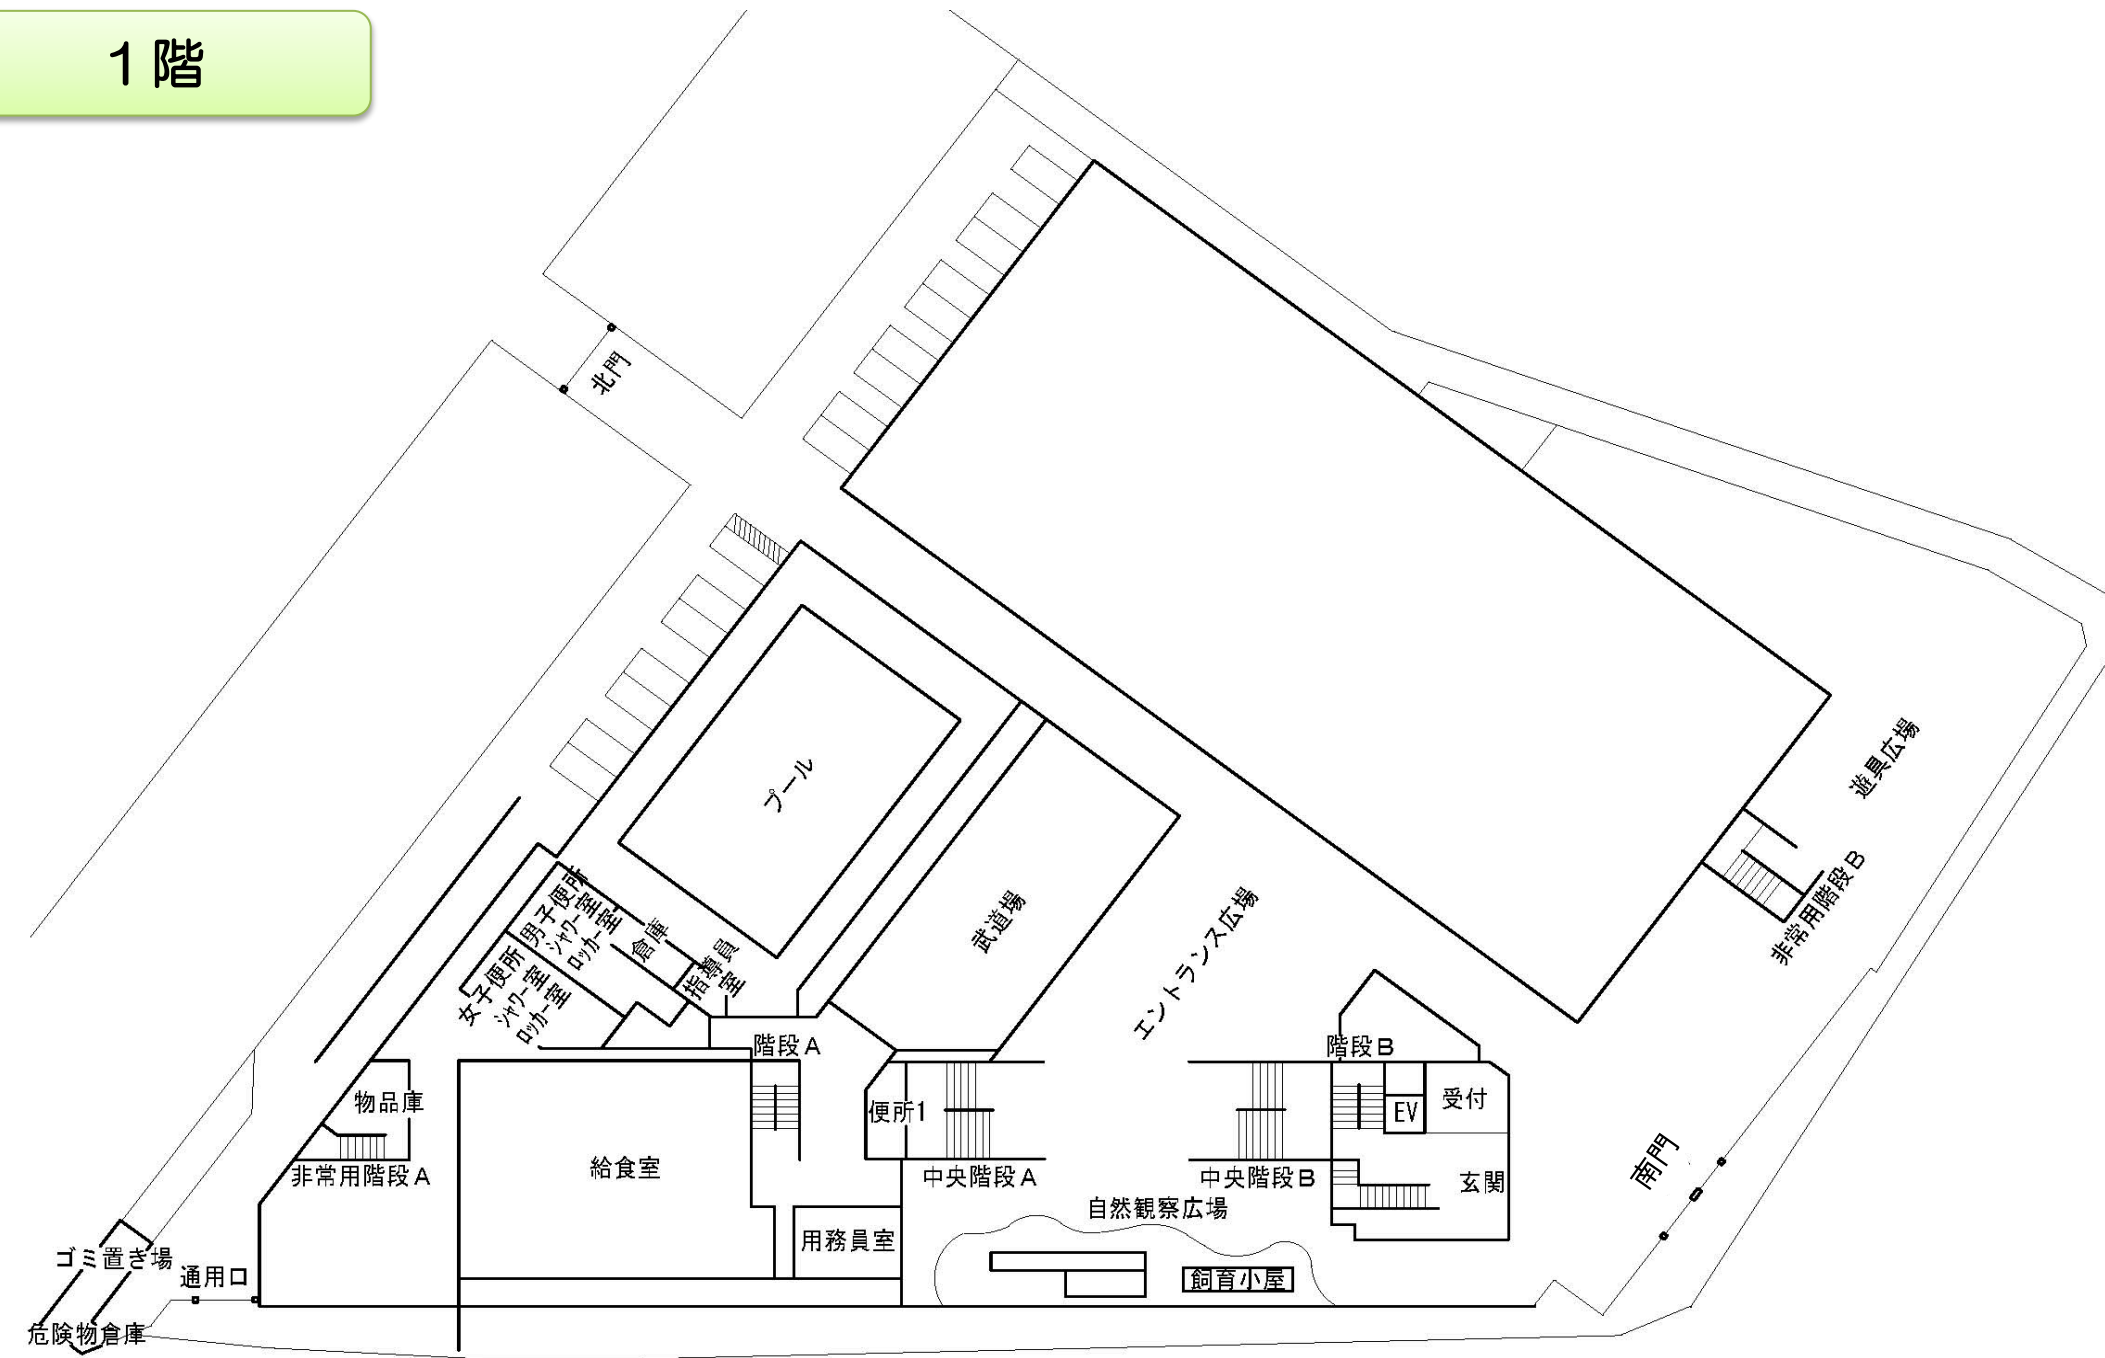 1階
北門
プール
遊具広場
非常用階段B
武道場
エントランス広場
男子便所
シャワー室
ロッカー室
倉庫
指導員
室
女子便所
シャワー室
ロッカー室
階段A
階段B
物品庫
便所1
EV
受付
非常用階段A
給食室
中央階段A
中央階段B
玄関
南門
自然観察広場
用務員室
飼育小屋
ゴミ置き場
通用口
危険物倉庫